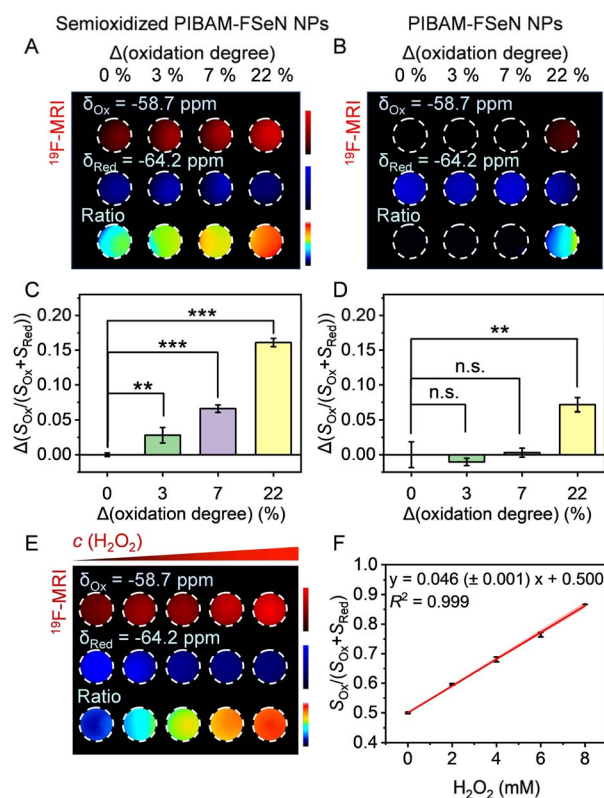 Semioxidized PIBAM-FSeN NPs
PIBAM-FSeN NPs
A
Δ(oxidation degree)
0 % 3 % 7 % 22 %
¹⁹F-MRI
δOx = -58.7 ppm
δRed = -64.2 ppm
Ratio
B
Δ(oxidation degree)
0 % 3 % 7 % 22 %
¹⁹F-MRI
δOx = -58.7 ppm
δRed = -64.2 ppm
Ratio
C
Δ(SOx/(SOx+SRed))
0.20
0.15
0.10
0.05
0.00
***
***
**
0 3 7 22
Δ(oxidation degree) (%)
D
Δ(SOx/(SOx+SRed))
0.20
0.15
0.10
0.05
0.00
**
n.s.
n.s.
0 3 7 22
Δ(oxidation degree) (%)
E
c (H₂O₂)
¹⁹F-MRI
δOx = -58.7 ppm
δRed = -64.2 ppm
Ratio
F
SOx/(SOx+SRed)
1.0
0.9
0.8
0.7
0.6
0.5
0.4
y = 0.046 (± 0.001) x + 0.500
R² = 0.999
0 2 4 6 8
H₂O₂ (mM)